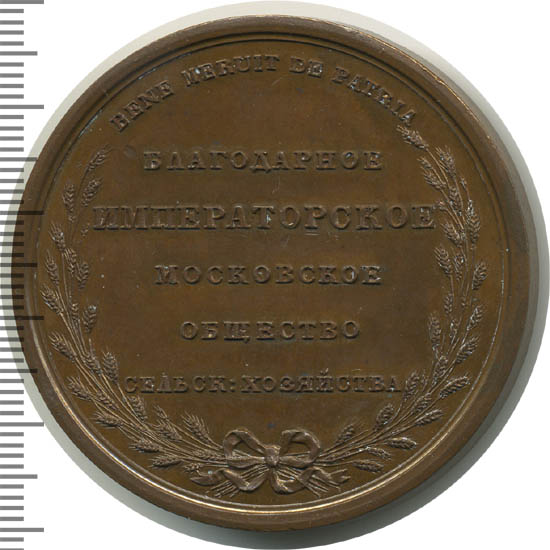 BENE MERUIT DE PATRIA
БЛАГОДАРНОЕ
ИМПЕРАТОРСКОЕ
МОСКОВСКОЕ
ОБЩЕСТВО
СЕЛЬСК: ХОЗЯЙСТВА